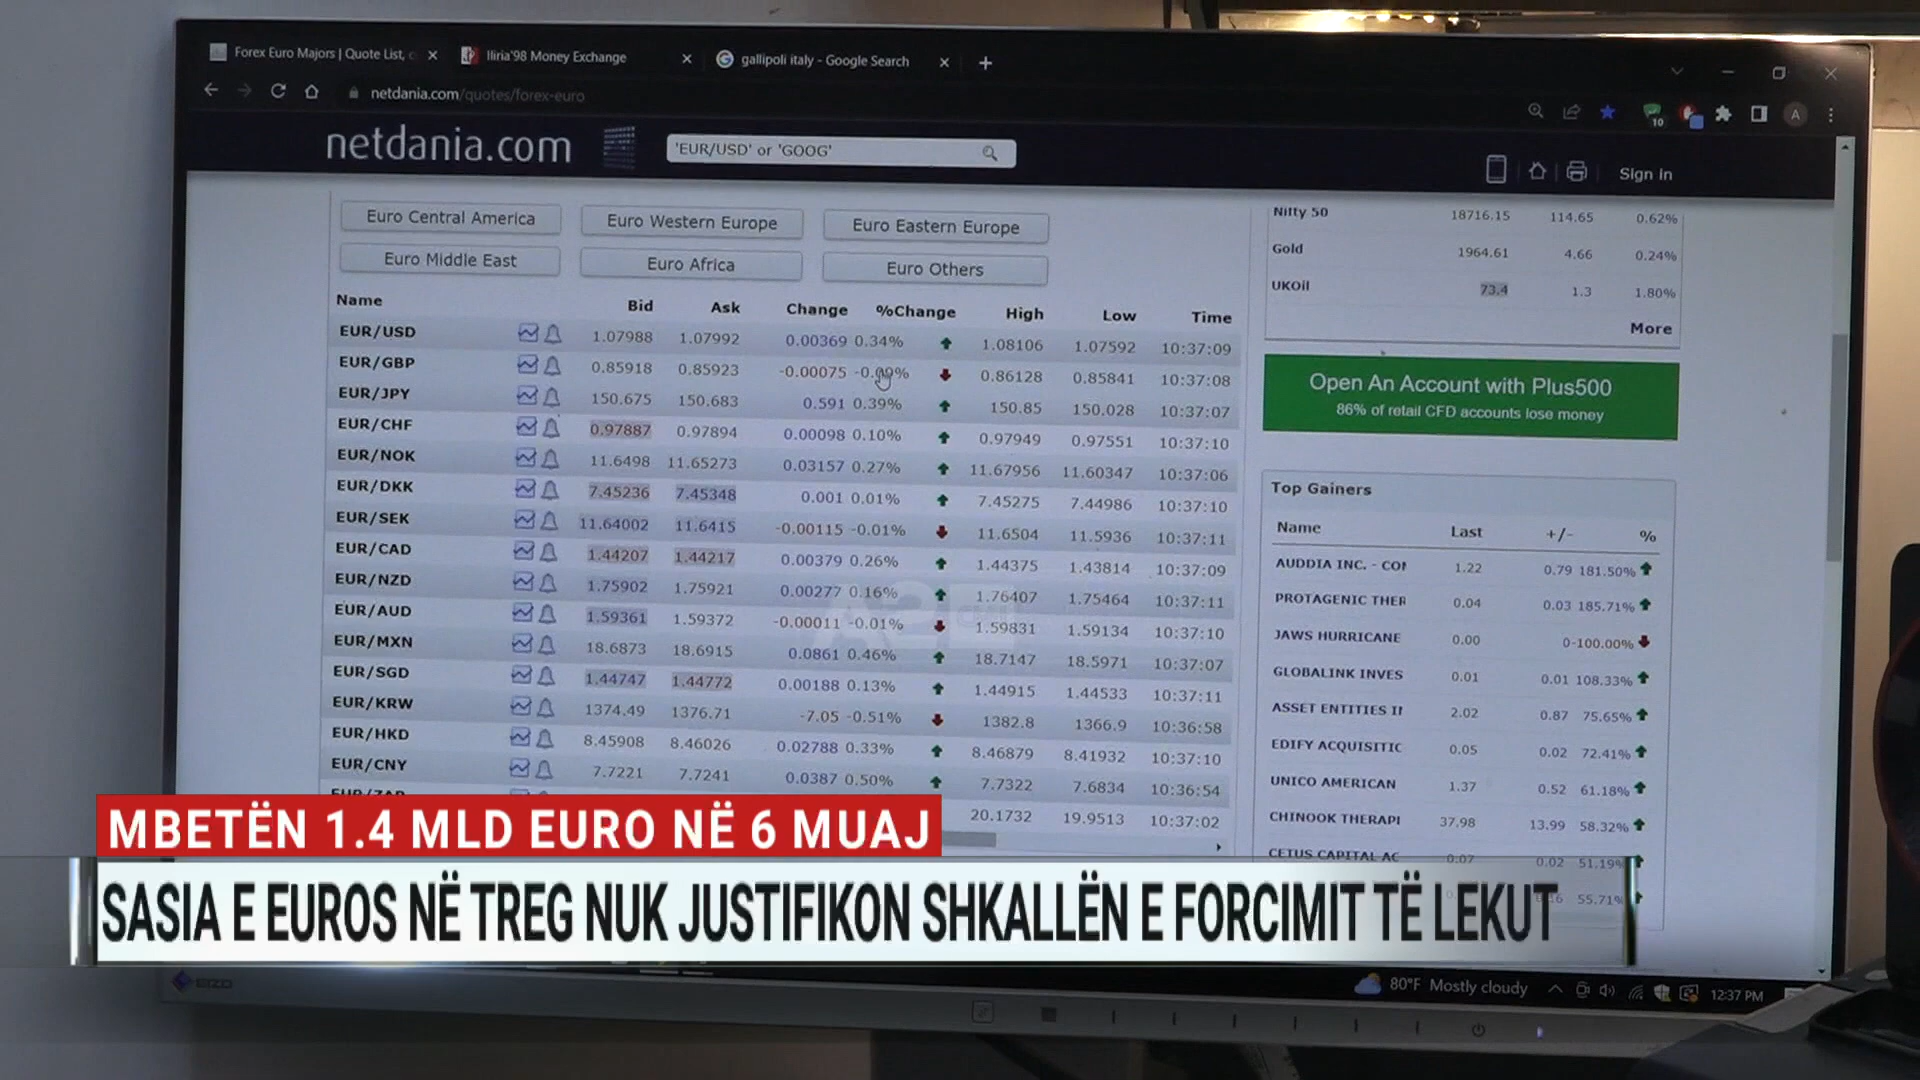 Forex Euro Majors | Quote List, c
Iliria'98 Money Exchange
gallipoli italy - Google Search
netdania.com/quotes/forex-euro
10
A
netdania.com
'EUR/USD' or 'GOOG'
Sign in
Euro Central America
Euro Western Europe
Euro Eastern Europe
Euro Middle East
Euro Africa
Euro Others
Name Bid Ask Change %Change High Low Time
EUR/USD 1.07988 1.07992 0.00369 0.34% 1.08106 1.07592 10:37:09
EUR/GBP 0.85918 0.85923 -0.00075 -0.09% 0.86128 0.85841 10:37:08
EUR/JPY 150.675 150.683 0.591 0.39% 150.85 150.028 10:37:07
EUR/CHF 0.97887 0.97894 0.00098 0.10% 0.97949 0.97551 10:37:10
EUR/NOK 11.6498 11.65273 0.03157 0.27% 11.67956 11.60347 10:37:06
EUR/DKK 7.45236 7.45348 0.001 0.01% 7.45275 7.44986 10:37:10
EUR/SEK 11.64002 11.6415 -0.00115 -0.01% 11.6504 11.5936 10:37:11
EUR/CAD 1.44207 1.44217 0.00379 0.26% 1.44375 1.43814 10:37:09
EUR/NZD 1.75902 1.75921 0.00277 0.16% 1.76407 1.75464 10:37:11
EUR/AUD 1.59361 1.59372 -0.00011 -0.01% 1.59831 1.59134 10:37:10
EUR/MXN 18.6873 18.6915 0.0861 0.46% 18.7147 18.5971 10:37:07
EUR/SGD 1.44747 1.44772 0.00188 0.13% 1.44915 1.44533 10:37:11
EUR/KRW 1374.49 1376.71 -7.05 -0.51% 1382.8 1366.9 10:36:58
EUR/HKD 8.45908 8.46026 0.02788 0.33% 8.46879 8.41932 10:37:10
EUR/CNY 7.7221 7.7241 0.0387 0.50% 7.7322 7.6834 10:36:54
EUR/ZAR 20.1732 19.9513 10:37:02
Nifty 50 18716.15 114.65 0.62%
Gold 1964.61 4.66 0.24%
UKOil 73.4 1.3 1.80%
More
Open An Account with Plus500
86% of retail CFD accounts lose money
Top Gainers
Name Last +/- %
AUDDIA INC. - COM 1.22 0.79 181.50%
PROTAGENIC THER 0.04 0.03 185.71%
JAWS HURRICANE 0.00 0 -100.00%
GLOBALINK INVES 0.01 0.01 108.33%
ASSET ENTITIES IN 2.02 0.87 75.65%
EDIFY ACQUISITIC 0.05 0.02 72.41%
UNICO AMERICAN 1.37 0.52 61.18%
CHINOOK THERAPI 37.98 13.99 58.32%
CETUS CAPITAL AC 0.07 0.02 51.19%
55.71%
A2
MBETËN 1.4 MLD EURO NË 6 MUAJ
SASIA E EUROS NË TREG NUK JUSTIFIKON SHKALLËN E FORCIMIT TË LEKUT
80°F Mostly cloudy
12:37 PM
EIZO